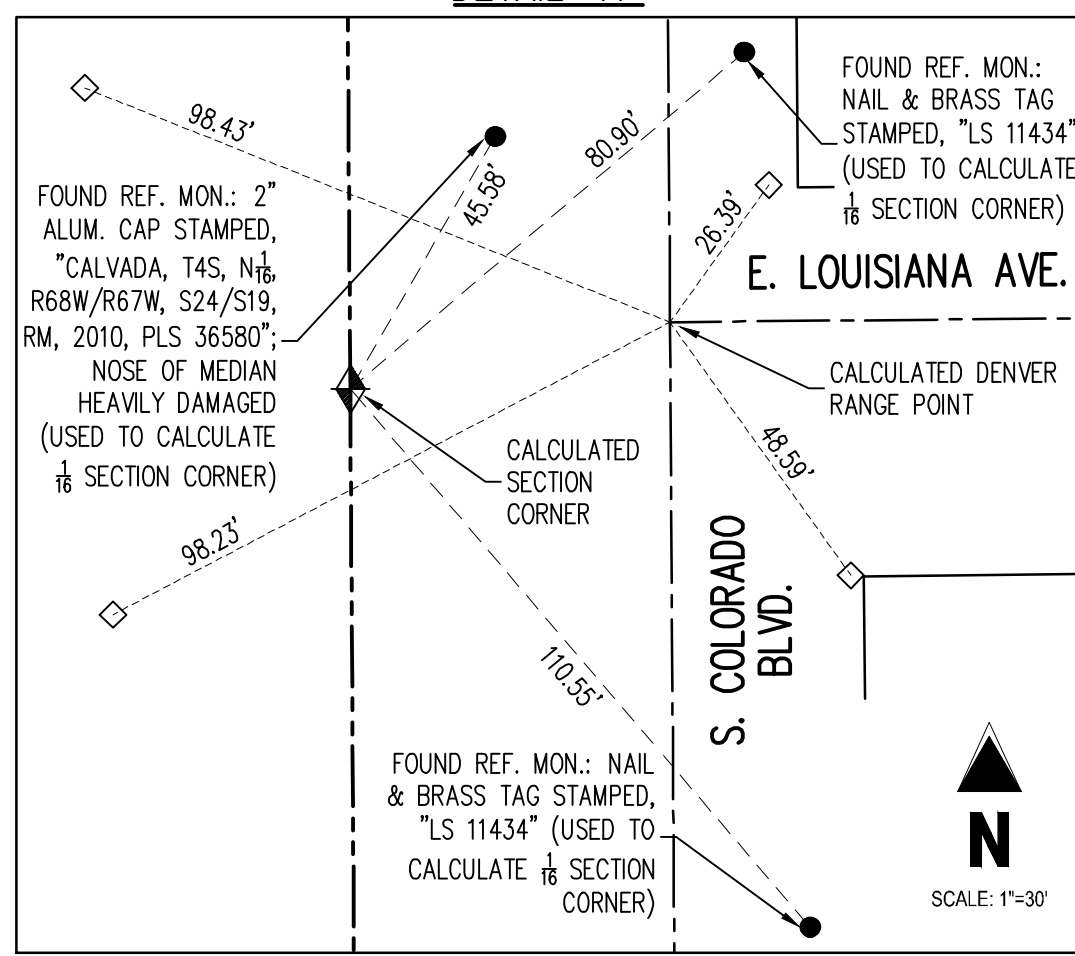 98.43'
80.90'
45.58'
26.39'
FOUND REF. MON.:
NAIL & BRASS TAG
STAMPED, "LS 11434"
(USED TO CALCULATE
1/16 SECTION CORNER)
FOUND REF. MON.: 2"
ALUM. CAP STAMPED,
"CALVADA, T4S, N1/16,
R68W/R67W, S24/S19,
RM, 2010, PLS 36580";
NOSE OF MEDIAN
HEAVILY DAMAGED
(USED TO CALCULATE
1/16 SECTION CORNER)
E. LOUISIANA AVE.
CALCULATED DENVER
RANGE POINT
CALCULATED
SECTION
CORNER
48.59'
98.23'
110.55'
S. COLORADO
BLVD.
FOUND REF. MON.: NAIL
& BRASS TAG STAMPED,
"LS 11434" (USED TO
CALCULATE 1/16 SECTION
CORNER)
N
SCALE: 1"=30'